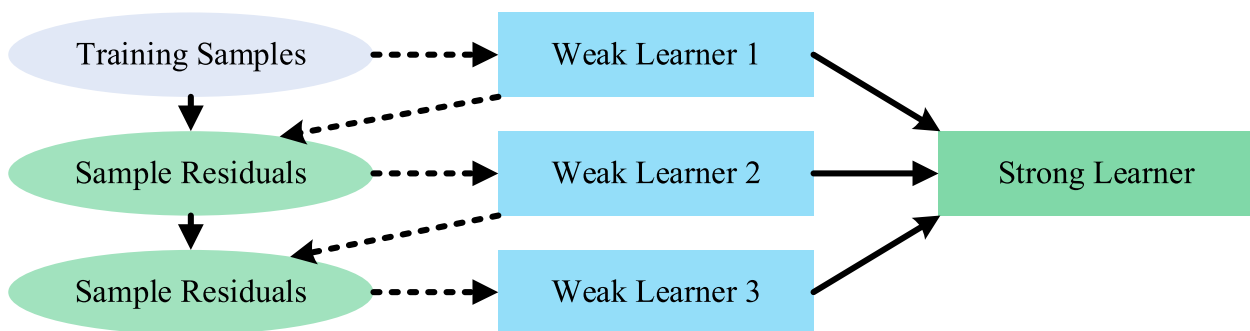 Training Samples
Weak Learner 1
Sample Residuals
Weak Learner 2
Strong Learner
Sample Residuals
Weak Learner 3